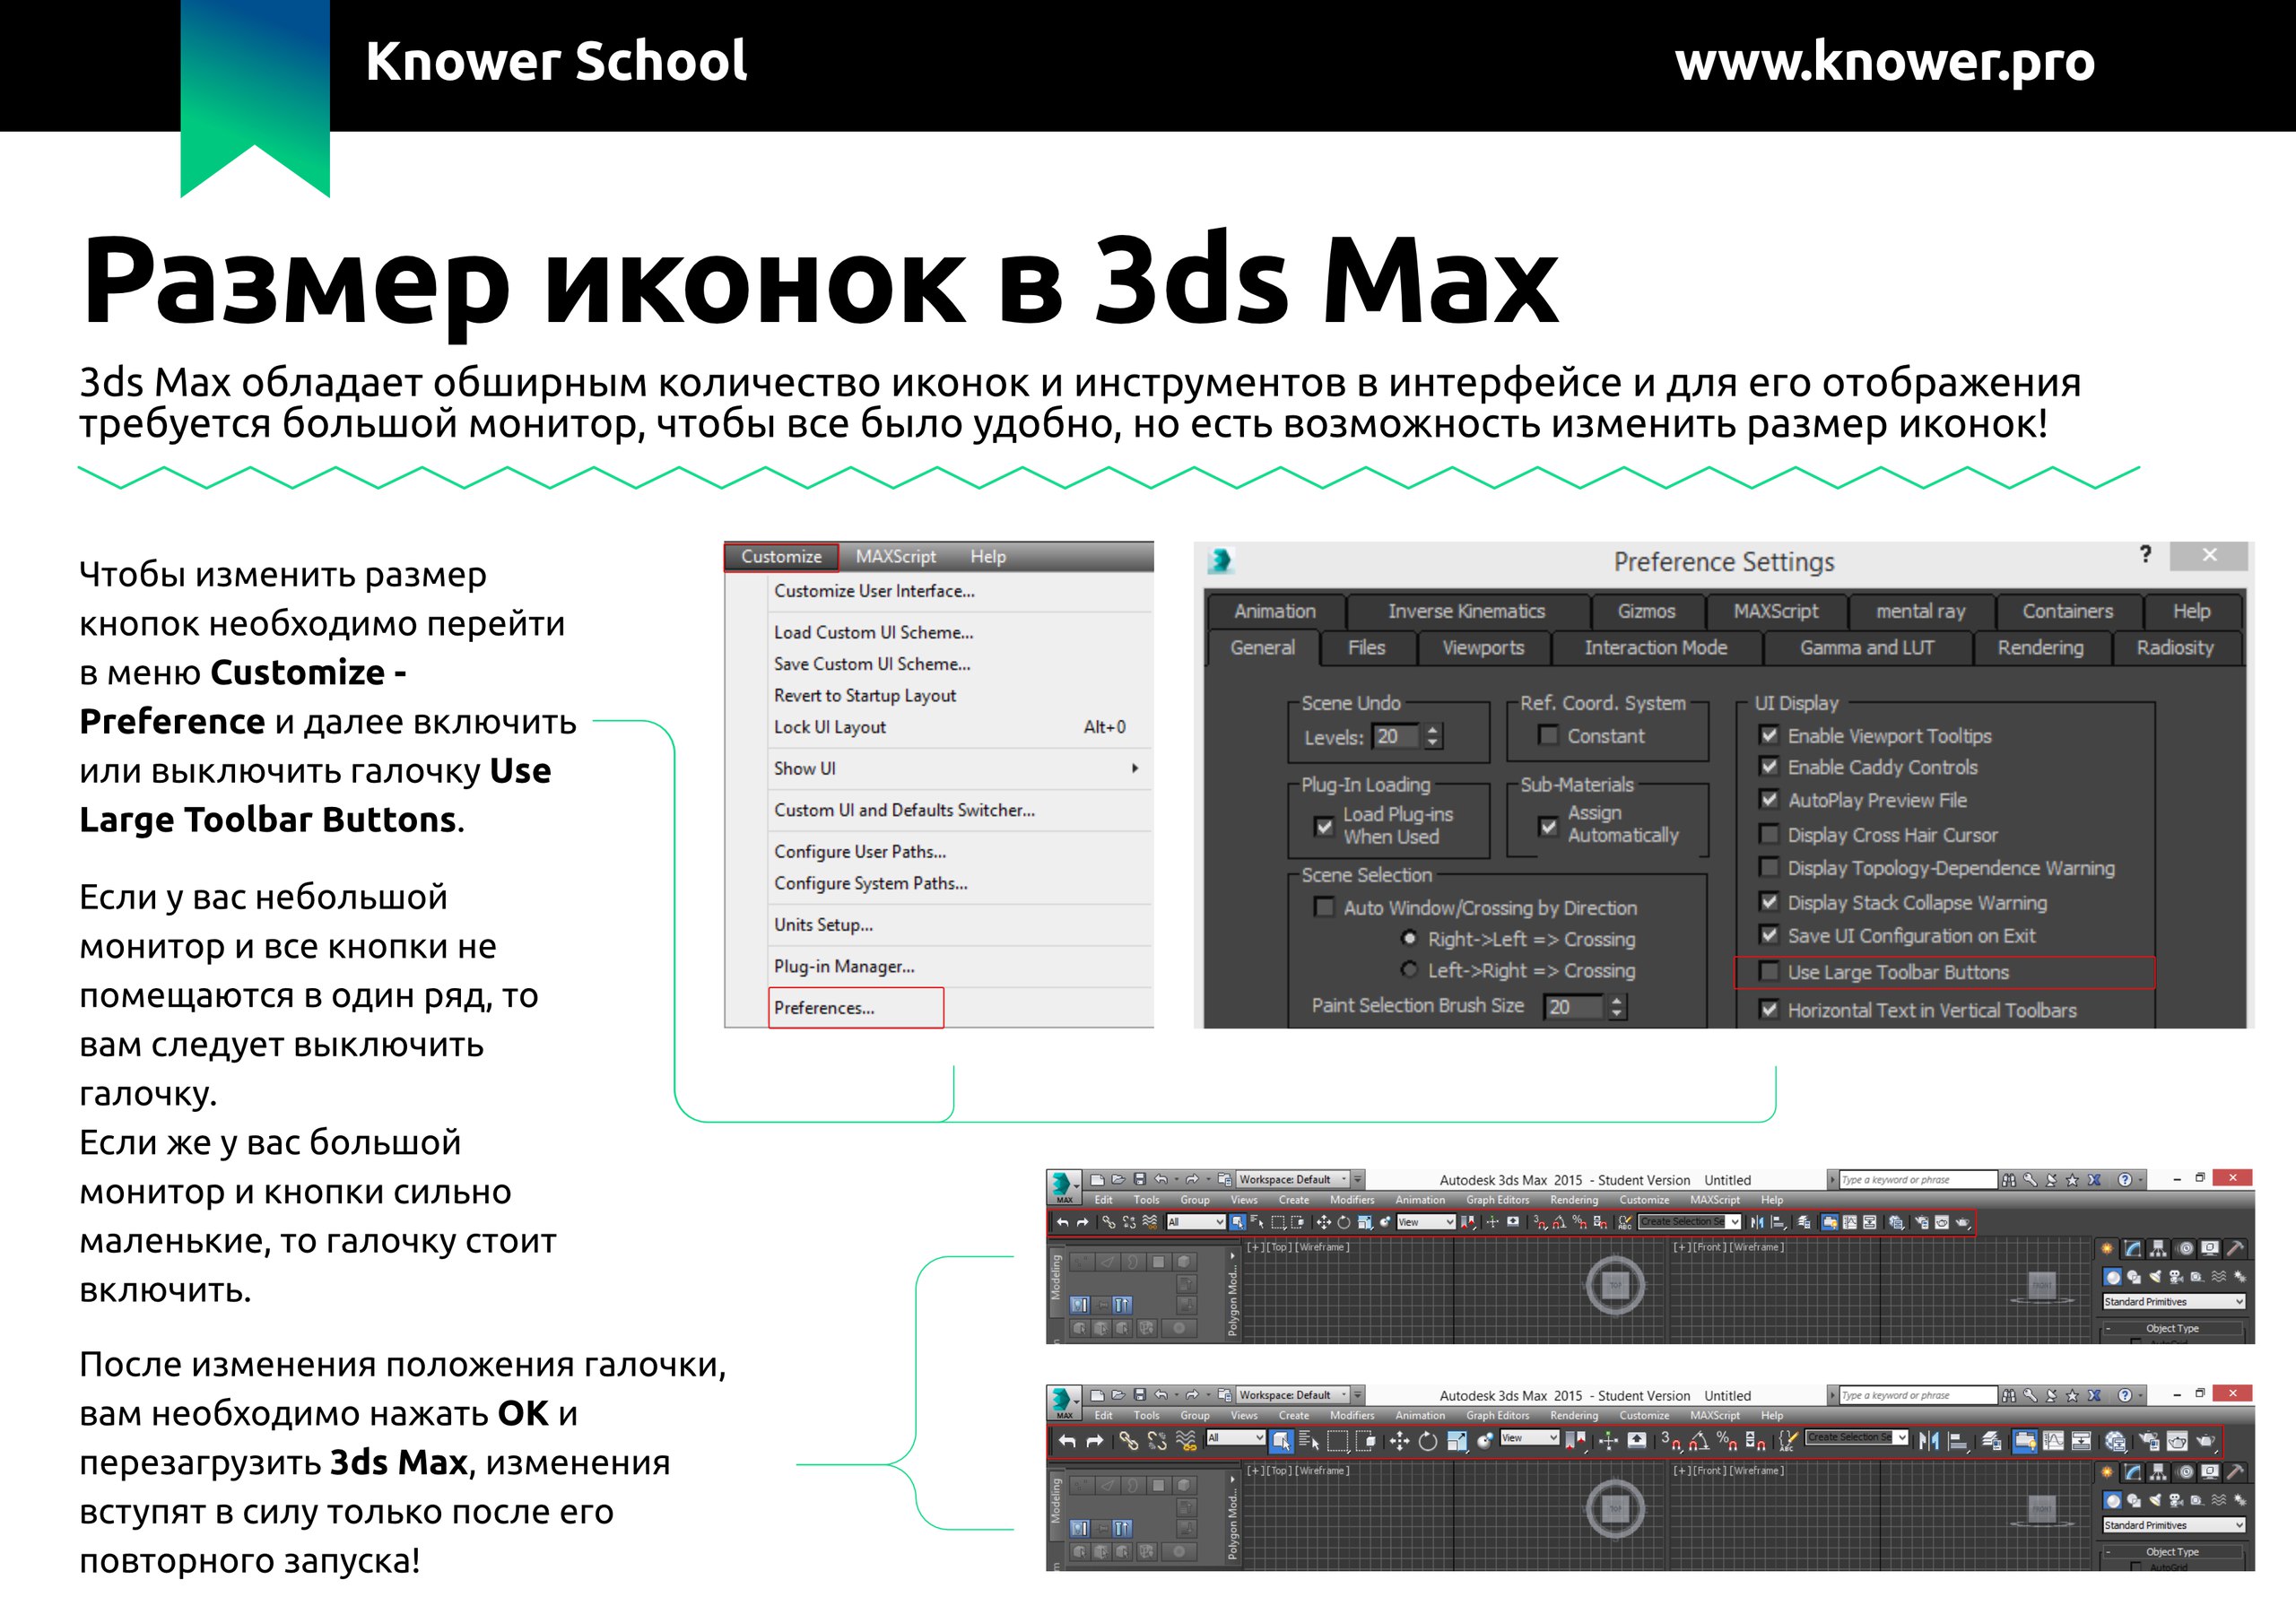 Knower School
www.knower.pro
Размер иконок в 3ds Max
3ds Max обладает обширным количество иконок и инструментов в интерфейсе и для его отображения
требуется большой монитор, чтобы все было удобно, но есть возможность изменить размер иконок!
Чтобы изменить размер
кнопок необходимо перейти
в меню Customize -
Preference и далее включить
или выключить галочку Use
Large Toolbar Buttons.
Если у вас небольшой
монитор и все кнопки не
помещаются в один ряд, то
вам следует выключить
галочку.
Если же у вас большой
монитор и кнопки сильно
маленькие, то галочку стоит
включить.
После изменения положения галочки,
вам необходимо нажать OK и
перезагрузить 3ds Max, изменения
вступят в силу только после его
повторного запуска!
Customize MAXScript Help
Customize User Interface...
Load Custom UI Scheme...
Save Custom UI Scheme...
Revert to Startup Layout
Lock UI Layout Alt+0
Show UI
Custom UI and Defaults Switcher...
Configure User Paths...
Configure System Paths...
Units Setup...
Plug-in Manager...
Preferences...
Preference Settings ?
Animation Inverse Kinematics Gizmos MAXScript mental ray Containers Help
General Files Viewports Interaction Mode Gamma and LUT Rendering Radiosity
Scene Undo
Levels: 20
Ref. Coord. System
Constant
Plug-In Loading
Load Plug-ins
When Used
Sub-Materials
Assign
Automatically
Scene Selection
Auto Window/Crossing by Direction
Right->Left => Crossing
Left->Right => Crossing
Paint Selection Brush Size 20
UI Display
Enable Viewport Tooltips
Enable Caddy Controls
AutoPlay Preview File
Display Cross Hair Cursor
Display Topology-Dependence Warning
Display Stack Collapse Warning
Save UI Configuration on Exit
Use Large Toolbar Buttons
Horizontal Text in Vertical Toolbars
Workspace: Default Autodesk 3ds Max 2015 - Student Version Untitled Type a keyword or phrase
MAX Edit Tools Group Views Create Modifiers Animation Graph Editors Rendering Customize MAXScript Help
All View Create Selection Se
[+][Top][Wireframe] [+][Front][Wireframe]
Modeling
Polygon Mod...
TOP
FRONT
Standard Primitives
- Object Type
Workspace: Default Autodesk 3ds Max 2015 - Student Version Untitled Type a keyword or phrase
MAX Edit Tools Group Views Create Modifiers Animation Graph Editors Rendering Customize MAXScript Help
All View Create Selection Se
[+][Top][Wireframe] [+][Front][Wireframe]
Modeling
Polygon Mod...
TOP
FRONT
Standard Primitives
- Object Type
AutoGrid